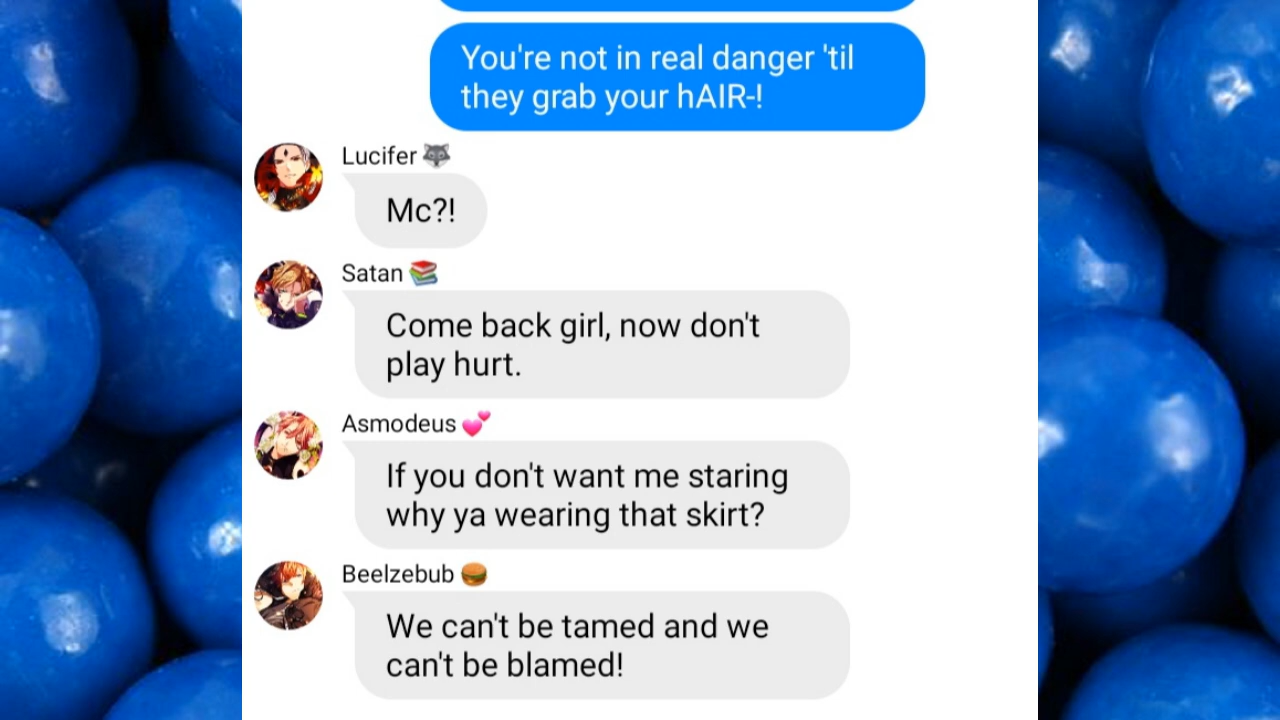 You're not in real danger 'til
they grab your hAIR-!
Lucifer 🐺
Mc?!
Satan 📚
Come back girl, now don't
play hurt.
Asmodeus 💕
If you don't want me staring
why ya wearing that skirt?
Beelzebub 🍔
We can't be tamed and we
can't be blamed!